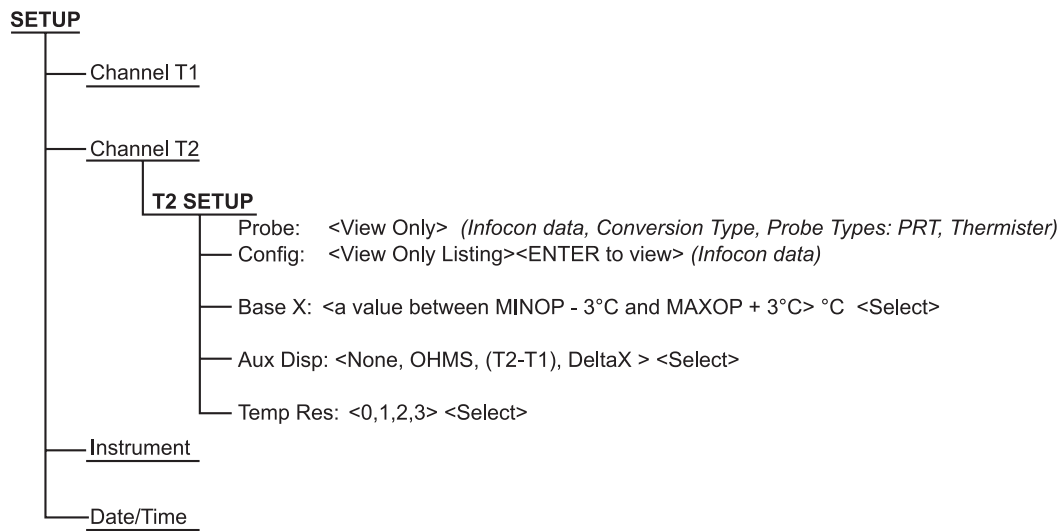 SETUP
Channel T1
Channel T2
T2 SETUP
Probe: <View Only> (Infocon data, Conversion Type, Probe Types: PRT, Thermister)
Config: <View Only Listing><ENTER to view> (Infocon data)
Base X: <a value between MINOP - 3°C and MAXOP + 3°C> °C <Select>
Aux Disp: <None, OHMS, (T2-T1), DeltaX > <Select>
Temp Res: <0,1,2,3> <Select>
Instrument
Date/Time